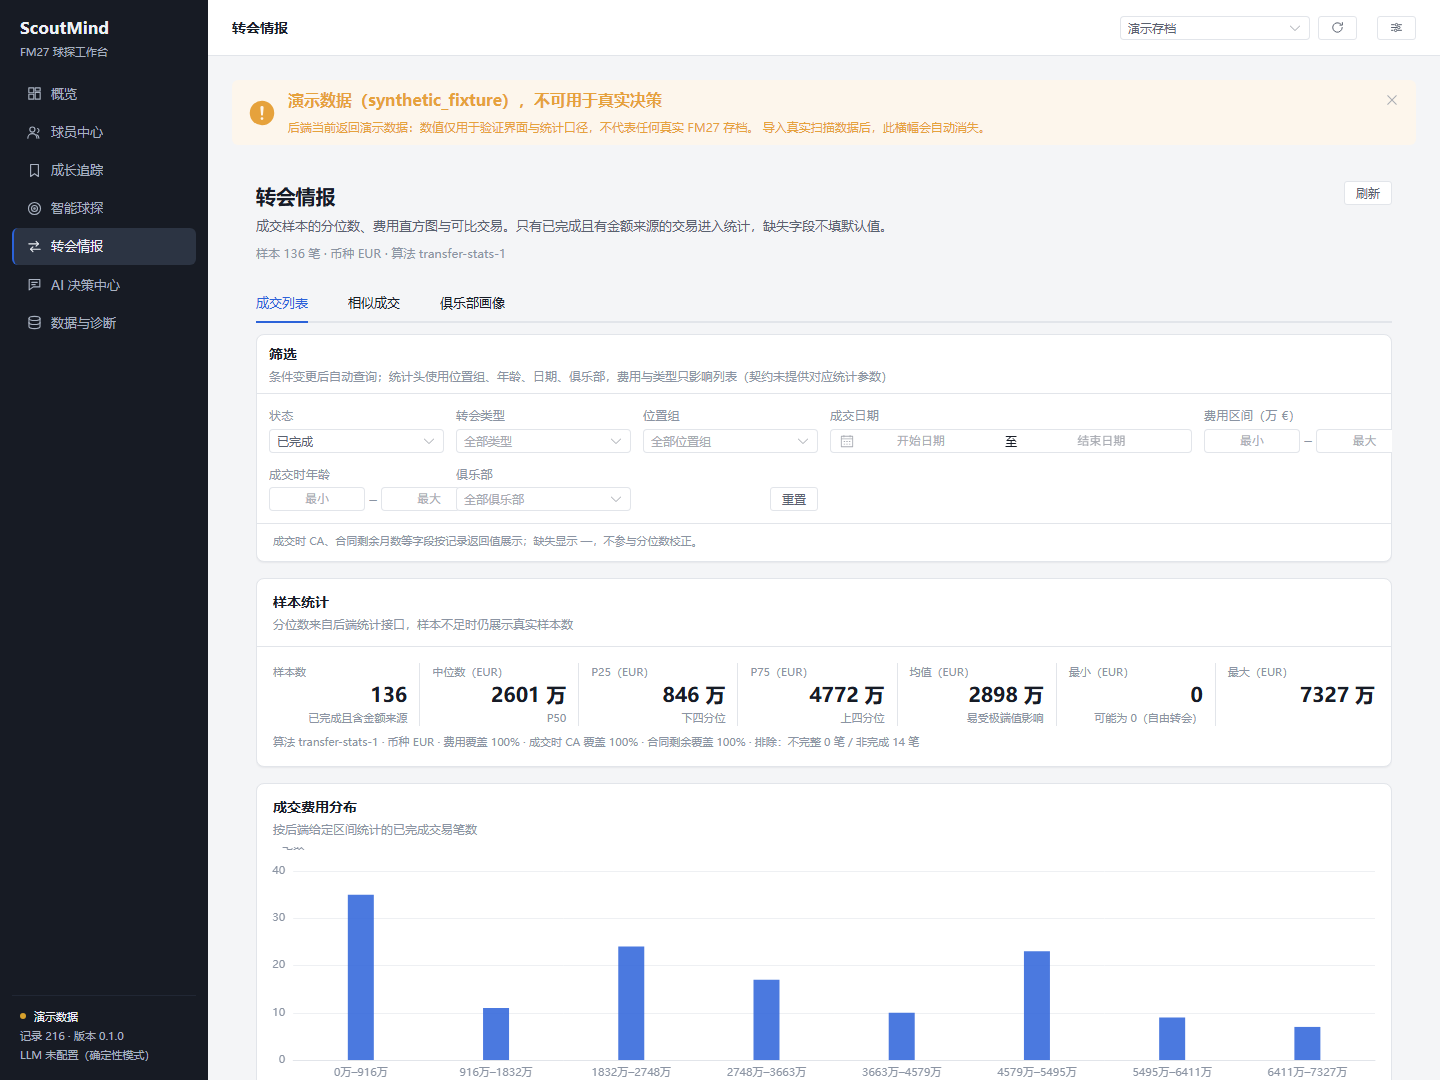 ScoutMind
FM27 球探工作台
概览
球员中心
成长追踪
智能球探
转会情报
AI 决策中心
数据与诊断
演示数据
记录 216 · 版本 0.1.0
LLM 未配置（确定性模式）
转会情报
演示存档
演示数据（synthetic_fixture），不可用于真实决策
后端当前返回演示数据：数值仅用于验证界面与统计口径，不代表任何真实 FM27 存档。 导入真实扫描数据后，此横幅会自动消失。
转会情报
刷新
成交样本的分位数、费用直方图与可比交易。只有已完成且有金额来源的交易进入统计，缺失字段不填默认值。
样本 136 笔 · 币种 EUR · 算法 transfer-stats-1
成交列表 相似成交 俱乐部画像
筛选
条件变更后自动查询；统计头使用位置组、年龄、日期、俱乐部，费用与类型只影响列表（契约未提供对应统计参数）
状态 转会类型 位置组 成交日期 费用区间（万 €）
已完成 全部类型 全部位置组 开始日期 至 结束日期 最小 – 最大
成交时年龄 俱乐部
最小 – 最大 全部俱乐部 重置
成交时 CA、合同剩余月数等字段按记录返回值展示；缺失显示 —，不参与分位数校正。
样本统计
分位数来自后端统计接口，样本不足时仍展示真实样本数
样本数 中位数（EUR） P25（EUR） P75（EUR） 均值（EUR） 最小（EUR） 最大（EUR）
136 2601 万 846 万 4772 万 2898 万 0 7327 万
已完成且含金额来源 P50 下四分位 上四分位 易受极端值影响 可能为 0（自由转会）
算法 transfer-stats-1 · 币种 EUR · 费用覆盖 100% · 成交时 CA 覆盖 100% · 合同剩余覆盖 100% · 排除：不完整 0 笔 / 非完成 14 笔
成交费用分布
按后端给定区间统计的已完成交易笔数
笔数
40
30
20
10
0
0万–916万 916万–1832万 1832万–2748万 2748万–3663万 3663万–4579万 4579万–5495万 5495万–6411万 6411万–7327万